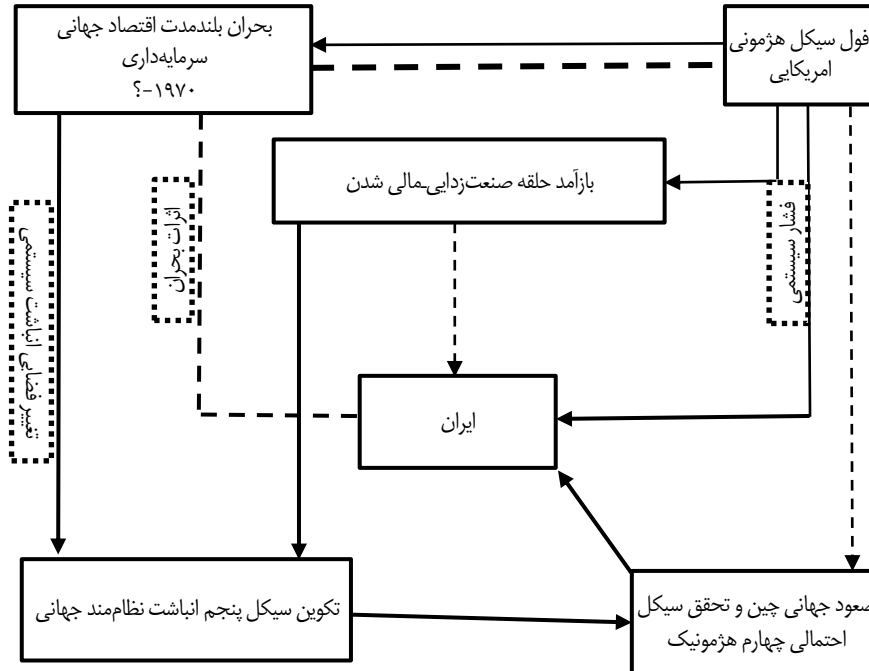 فول سیکل هژمونی
امریکایی
بحران بلندمدت اقتصاد جهانی
سرمایه‌داری
۱۹۷۰-؟
بازآمد حلقه صنعت‌زدایی-مالی شدن
فشار سیستمی
اثرات بحران
تغییر فضایی انباشت سیستمی
ایران
صعود جهانی چین و تحقق سیکل
احتمالی چهارم هژمونیک
تکوین سیکل پنجم انباشت نظام‌مند جهانی